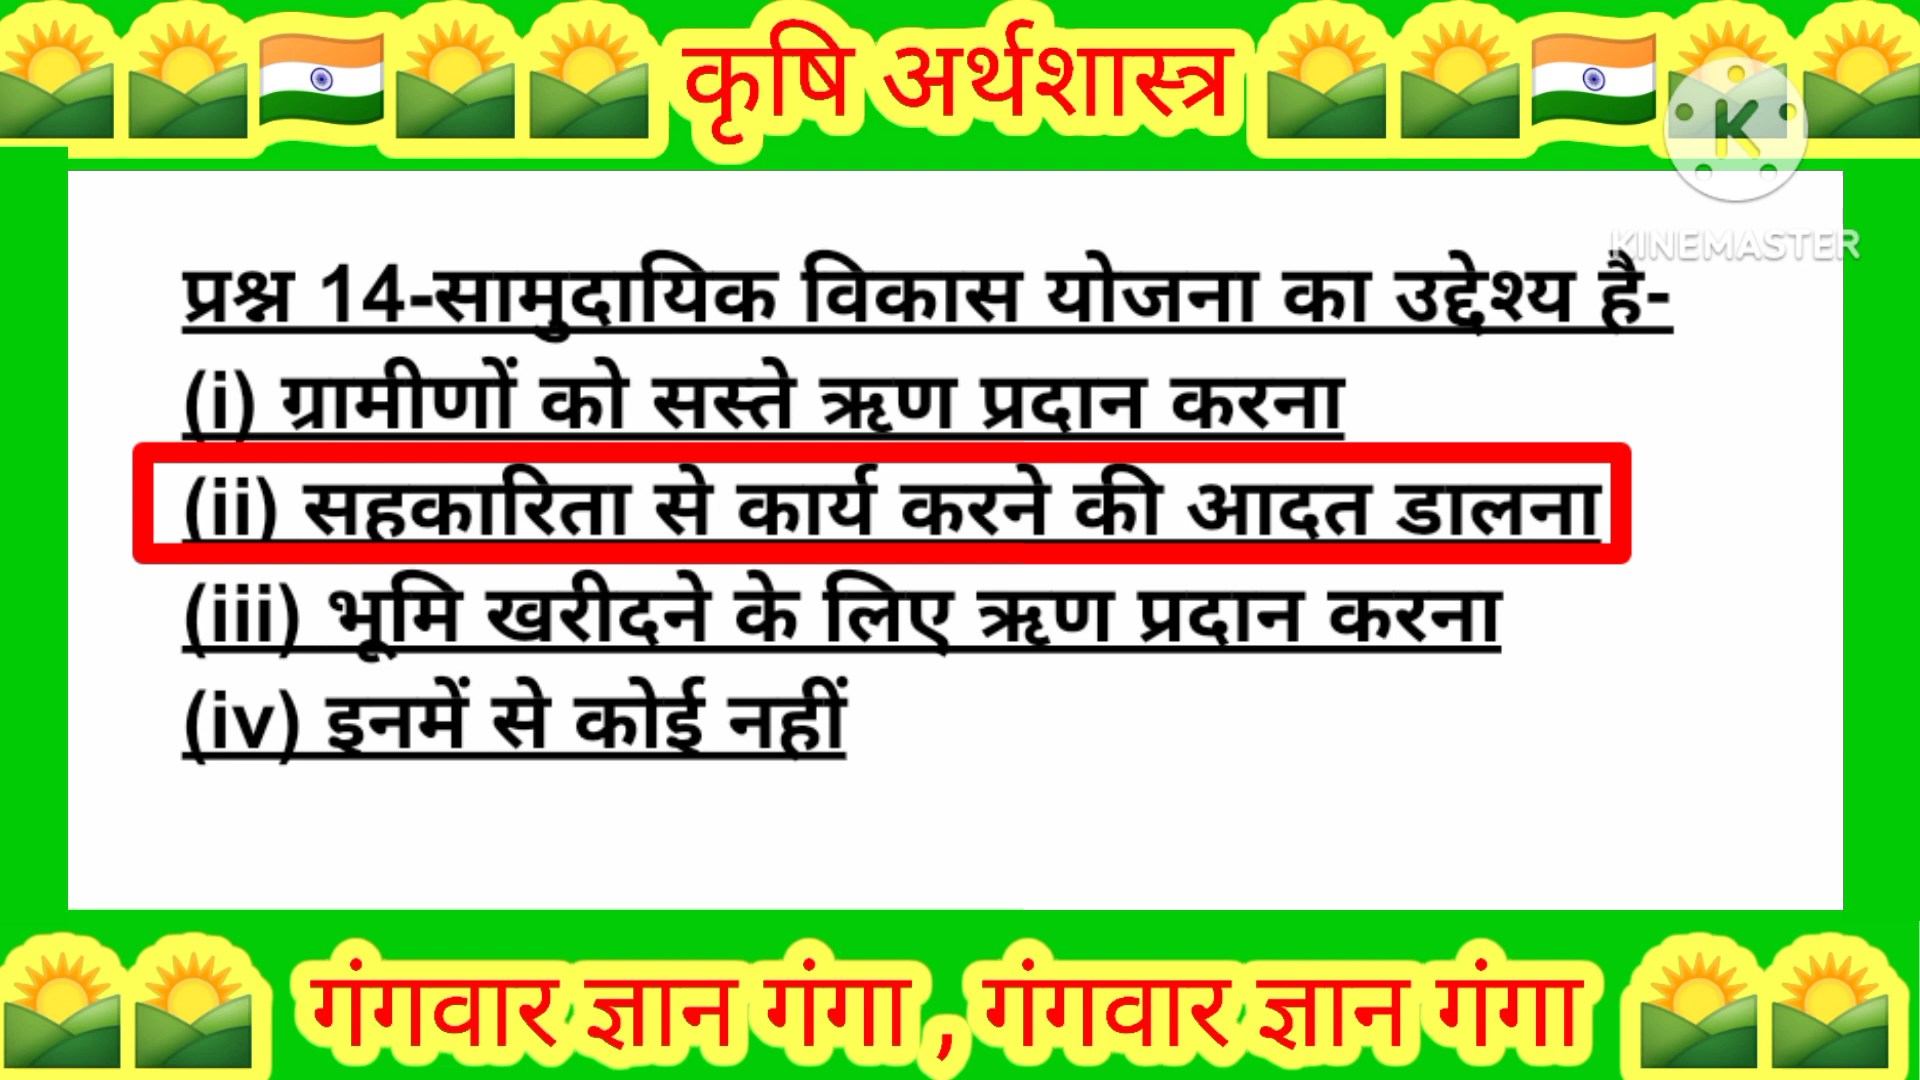 कृषि अर्थशास्त्र
K
KINEMASTER
प्रश्न 14-सामुदायिक विकास योजना का उद्देश्य है-
(i) ग्रामीणों को सस्ते ऋण प्रदान करना
(ii) सहकारिता से कार्य करने की आदत डालना
(iii) भूमि खरीदने के लिए ऋण प्रदान करना
(iv) इनमें से कोई नहीं
गंगवार ज्ञान गंगा , गंगवार ज्ञान गंगा